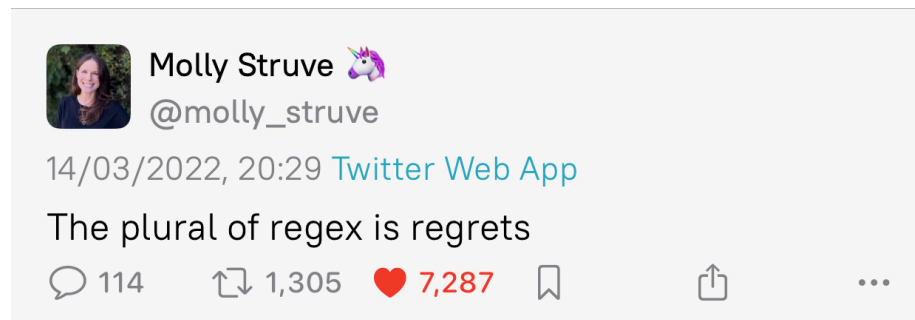 Molly Struve 🦄
@molly_struve
14/03/2022, 20:29 Twitter Web App
The plural of regex is regrets
114 1,305 7,287